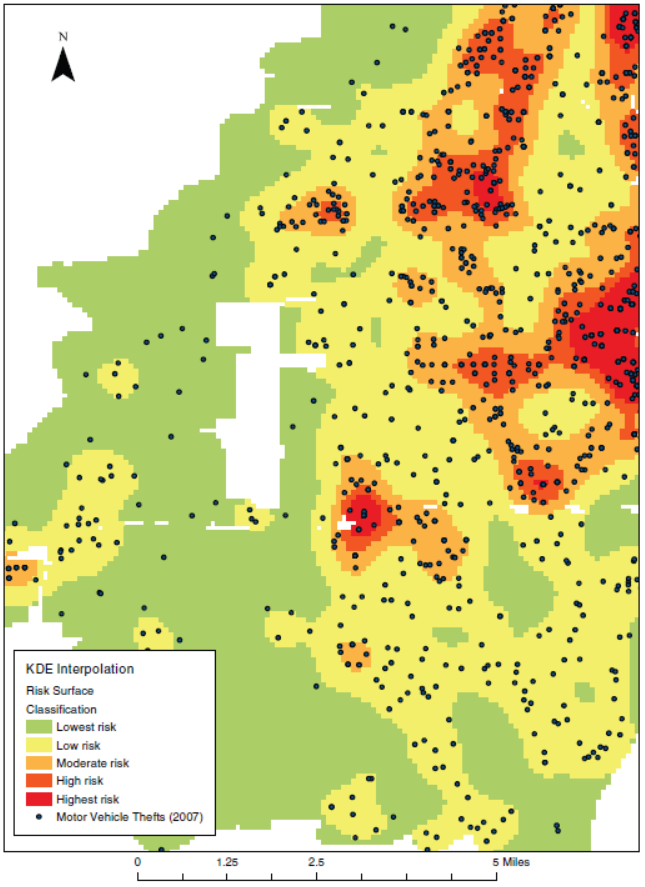 N
KDE Interpolation
Risk Surface
Classification
Lowest risk
Low risk
Moderate risk
High risk
Highest risk
Motor Vehicle Thefts (2007)
0 1.25 2.5 5 Miles